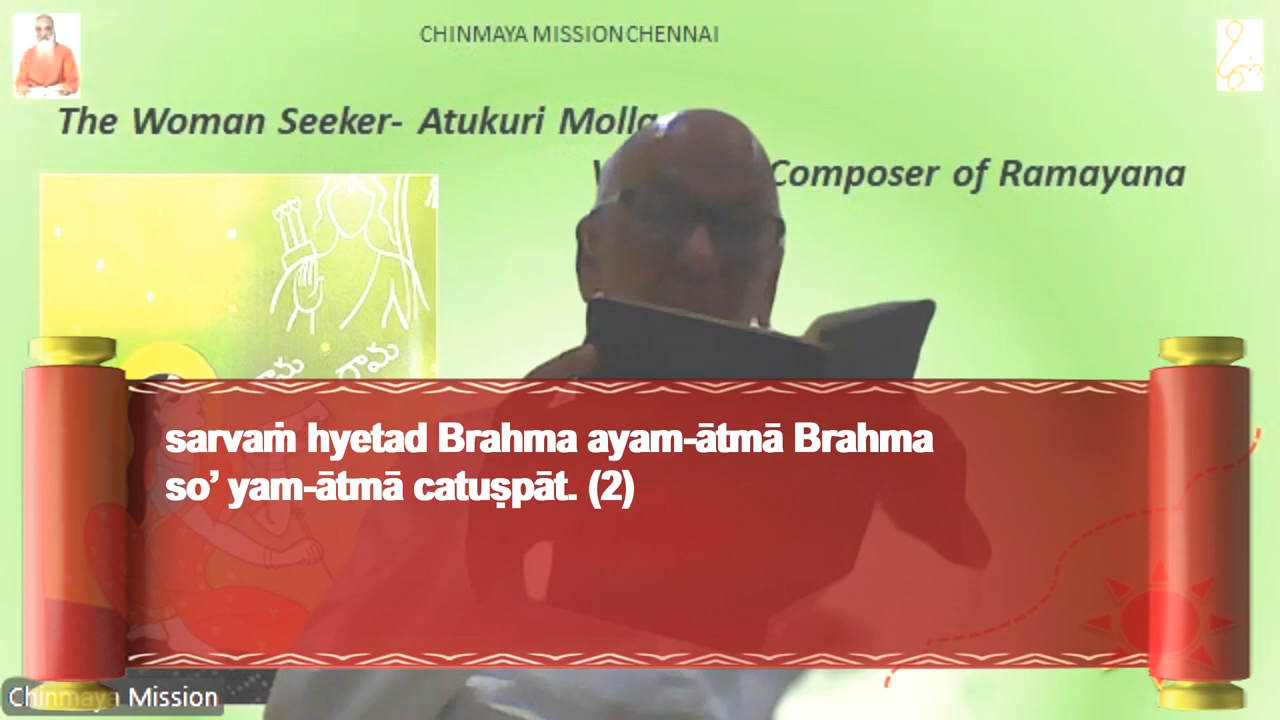 CHINMAYA MISSION CHENNAI
The Woman Seeker- Atukuri Molla
Composer of Ramayana
రామ
sarvaṁ hyetad Brahma ayam-ātmā Brahma
so’ yam-ātmā catuṣpāt. (2)
Chinmaya Mission